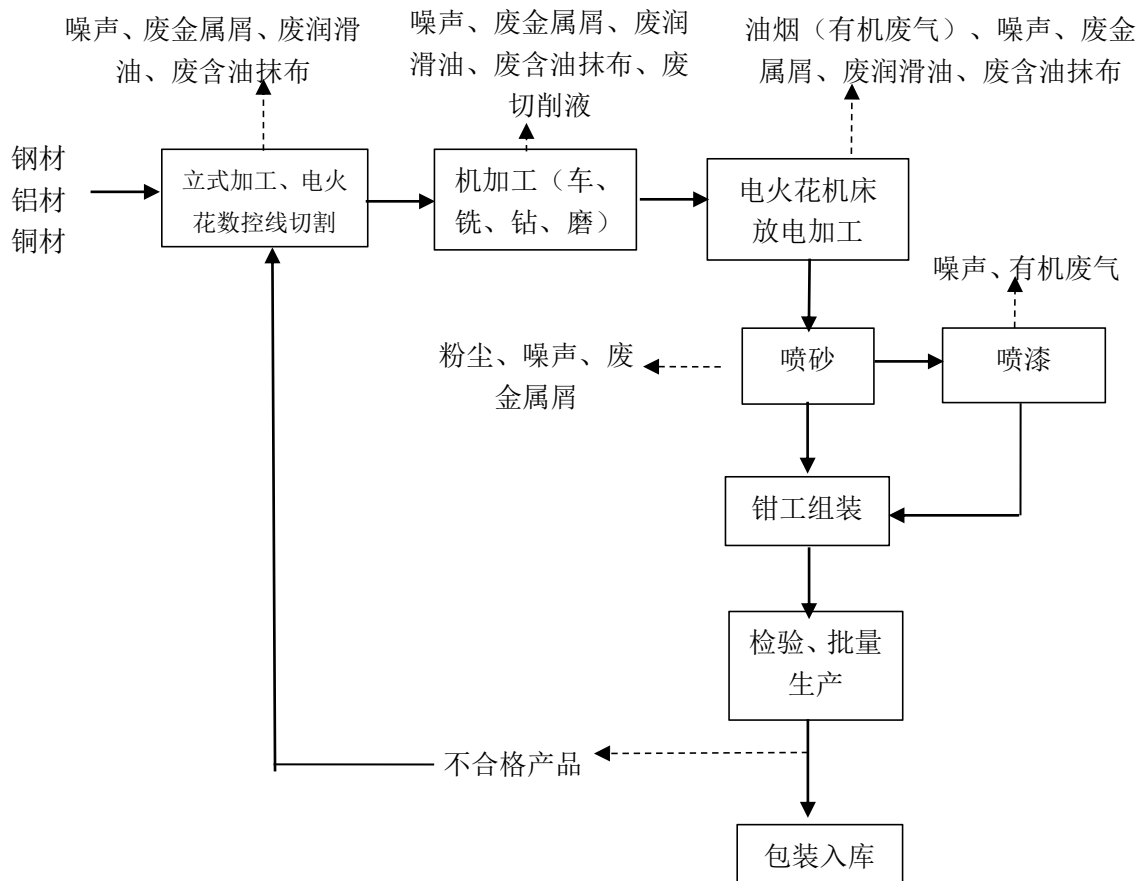 噪声、废金属屑、废润滑
油、废含油抹布
噪声、废金属屑、废润
滑油、废含油抹布、废
切削液
油烟（有机废气）、噪声、废金
属屑、废润滑油、废含油抹布
钢材
铝材
铜材
立式加工、电火
花数控线切割
机加工（车、
铣、钻、磨）
电火花机床
放电加工
噪声、有机废气
粉尘、噪声、废
金属屑
喷砂
喷漆
钳工组装
检验、批量
生产
不合格产品
包装入库